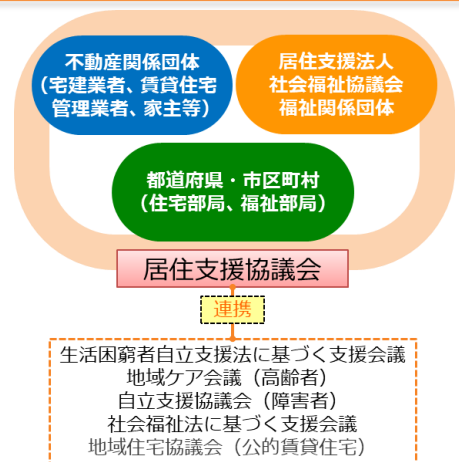 不動産関係団体
（宅建業者、賃貸住宅
管理業者、家主等）
居住支援法人
社会福祉協議会
福祉関係団体
都道府県・市区町村
（住宅部局、福祉部局）
居住支援協議会
連携
生活困窮者自立支援法に基づく支援会議
地域ケア会議（高齢者）
自立支援協議会（障害者）
社会福祉法に基づく支援会議
地域住宅協議会（公的賃貸住宅）